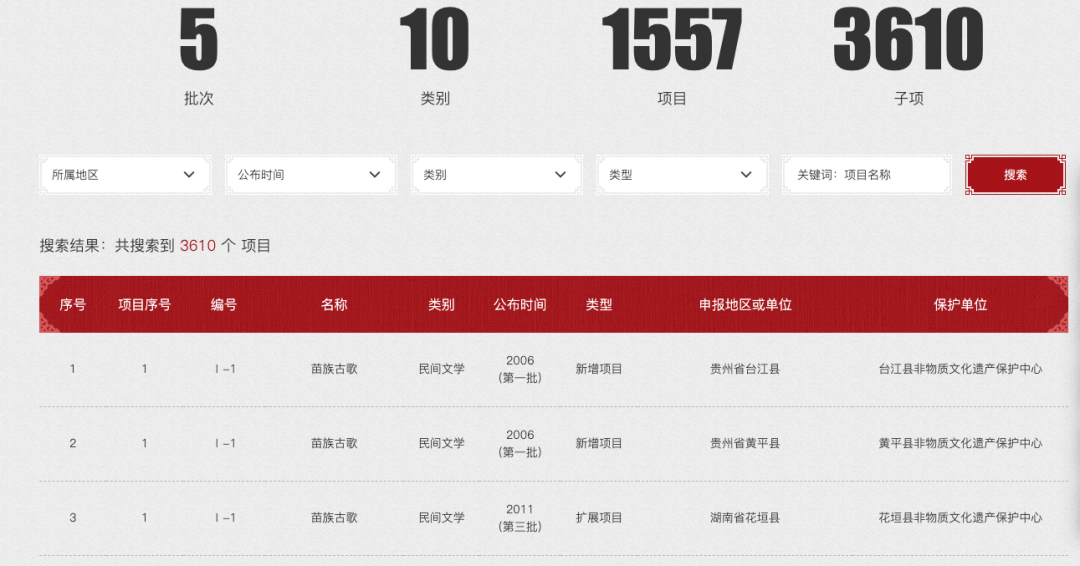 5 10 1557 3610
批次 类别 项目 子项
所属地区 公布时间 类别 类型 关键词：项目名称 搜索
搜索结果：共搜索到 3610 个 项目
序号 项目序号 编号 名称 类别 公布时间 类型 申报地区或单位 保护单位
1 1 Ⅰ-1 苗族古歌 民间文学 2006 (第一批) 新增项目 贵州省台江县 台江县非物质文化遗产保护中心
2 1 Ⅰ-1 苗族古歌 民间文学 2006 (第一批) 新增项目 贵州省黄平县 黄平县非物质文化遗产保护中心
3 1 Ⅰ-1 苗族古歌 民间文学 2011 (第三批) 扩展项目 湖南省花垣县 花垣县非物质文化遗产保护中心